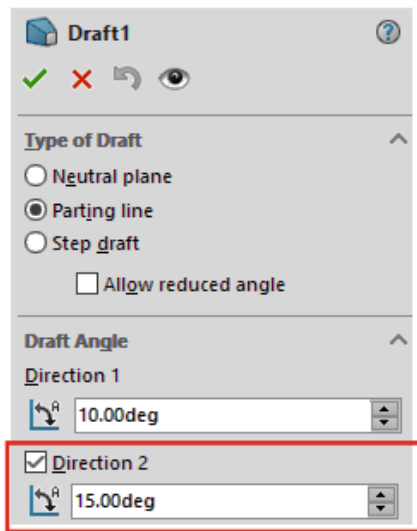 Draft1
Type of Draft
Neutral plane
Parting line
Step draft
Allow reduced angle
Draft Angle
Direction 1
10.00deg
Direction 2
15.00deg